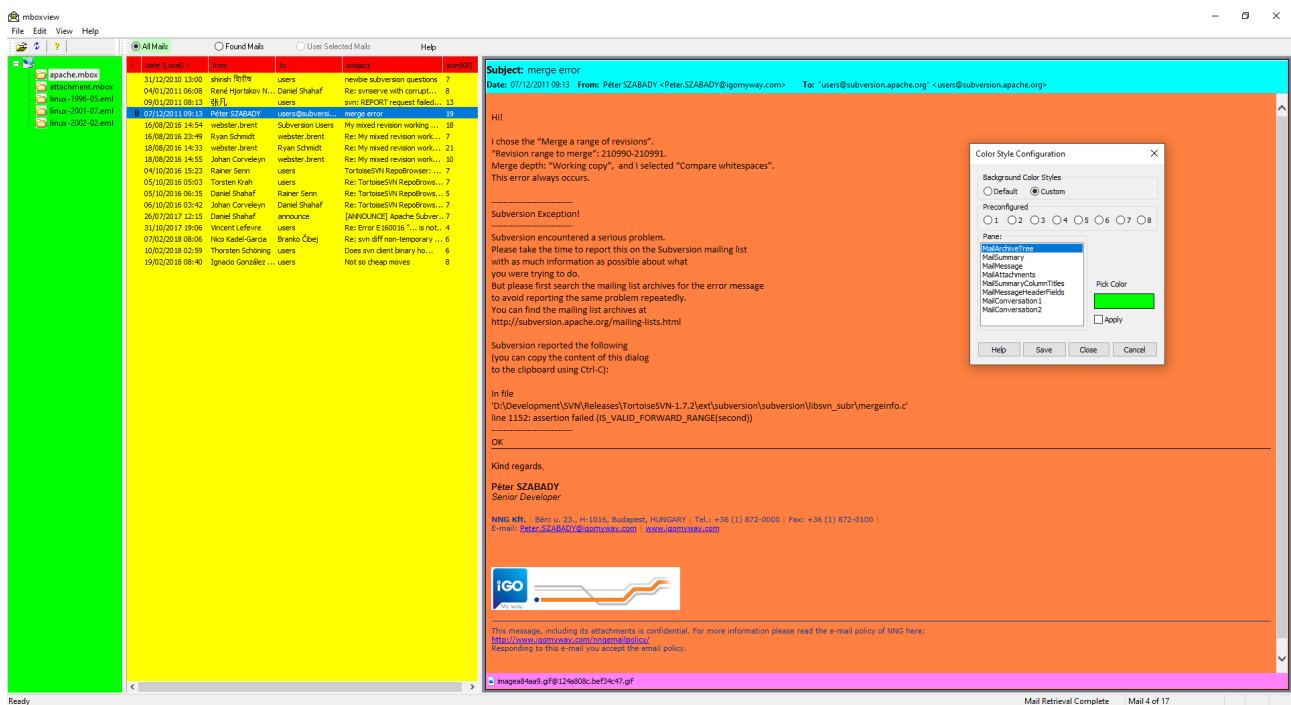 mboxview
File Edit View Help
All Mails Found Mails User Selected Mails Help
apache.mbox
attachment.mbox
linux-1996-05.eml
linux-2001-07.eml
linux-2002-02.eml
! date (Local) from to subject size(KB)
31/12/2010 13:00 shirish शिरीष users newbie subversion questions 7
04/01/2011 06:08 René Hjortskov N... Daniel Shahaf Re: svnserve with corrupt... 8
09/01/2011 08:13 张凡 users svn: REPORT request failed... 13
07/12/2011 09:13 Péter SZABADY users@subversi... merge error 19
16/08/2016 14:54 webster.brent Subversion Users My mixed revision working ... 18
16/08/2016 23:49 Ryan Schmidt webster.brent Re: My mixed revision work... 7
18/08/2016 14:33 webster.brent Ryan Schmidt Re: My mixed revision work... 21
18/08/2016 14:55 Johan Corveleyn webster.brent Re: My mixed revision work... 10
04/10/2016 15:23 Rainer Senn users TortoiseSVN RepoBrowser: ... 7
05/10/2016 05:03 Torsten Krah users Re: TortoiseSVN RepoBrows... 7
05/10/2016 06:35 Daniel Shahaf Rainer Senn Re: TortoiseSVN RepoBrows... 5
06/10/2016 03:42 Johan Corveleyn Daniel Shahaf Re: TortoiseSVN RepoBrows... 7
26/07/2017 12:15 Daniel Shahaf announce [ANNOUNCE] Apache Subver... 7
31/10/2017 19:06 Vincent Lefevre users Re: Error E160016 "... is not... 4
07/02/2018 08:06 Nico Kadel-Garcia Branko Čibej Re: svn diff non-temporary ... 6
10/02/2018 02:59 Thorsten Schöning users Does svn client binary ho... 6
19/02/2018 08:40 Ignacio González ... users Not so cheap moves 8
Subject: merge error
Date: 07/12/2011 09:13 From: Péter SZABADY <Peter.SZABADY@igomyway.com> To: "users@subversion.apache.org" <users@subversion.apache.org>
Hi!
I chose the “Merge a range of revisions”.
“Revision range to merge”: 210990-210991.
Merge depth: “Working copy”, and I selected “Compare whitespaces”.
This error always occurs.
---------------------------
Subversion Exception!
---------------------------
Subversion encountered a serious problem.
Please take the time to report this on the Subversion mailing list
with as much information as possible about what
you were trying to do.
But please first search the mailing list archives for the error message
to avoid reporting the same problem repeatedly.
You can find the mailing list archives at
http://subversion.apache.org/mailing-lists.html
Subversion reported the following
(you can copy the content of this dialog
to the clipboard using Ctrl-C):
In file
'D:\Development\SVN\Releases\TortoiseSVN-1.7.2\ext\subversion\subversion\libsvn_subr\mergeinfo.c'
line 1152: assertion failed (IS_VALID_FORWARD_RANGE(second))
---------------------------
OK
Kind regards,
Péter SZABADY
Senior Developer
NNG Kft. | Bérc u. 23., H-1016, Budapest, HUNGARY | Tel.: +36 (1) 872-0000 | Fax: +36 (1) 872-0100 |
E-mail: Peter.SZABADY@igomyway.com | www.igomyway.com
iGO
My way.
This message, including its attachments is confidential. For more information please read the e-mail policy of NNG here:
http://www.igomyway.com/nngemailpolicy/
Responding to this e-mail you accept the email policy.
imagea84aa9.gif@124a808c.bef34c47.gif
Color Style Configuration
Background Color Styles
Default Custom
Preconfigured
1 2 3 4 5 6 7 8
Pane:
MailArchiveTree
MailSummary
MailMessage
MailAttachments
MailSummaryColumnTitles
MailMessageHeaderFields
MailConversation1
MailConversation2
Pick Color
Apply
Help Save Close Cancel
Ready Mail Retrieval Complete Mail 4 of 17